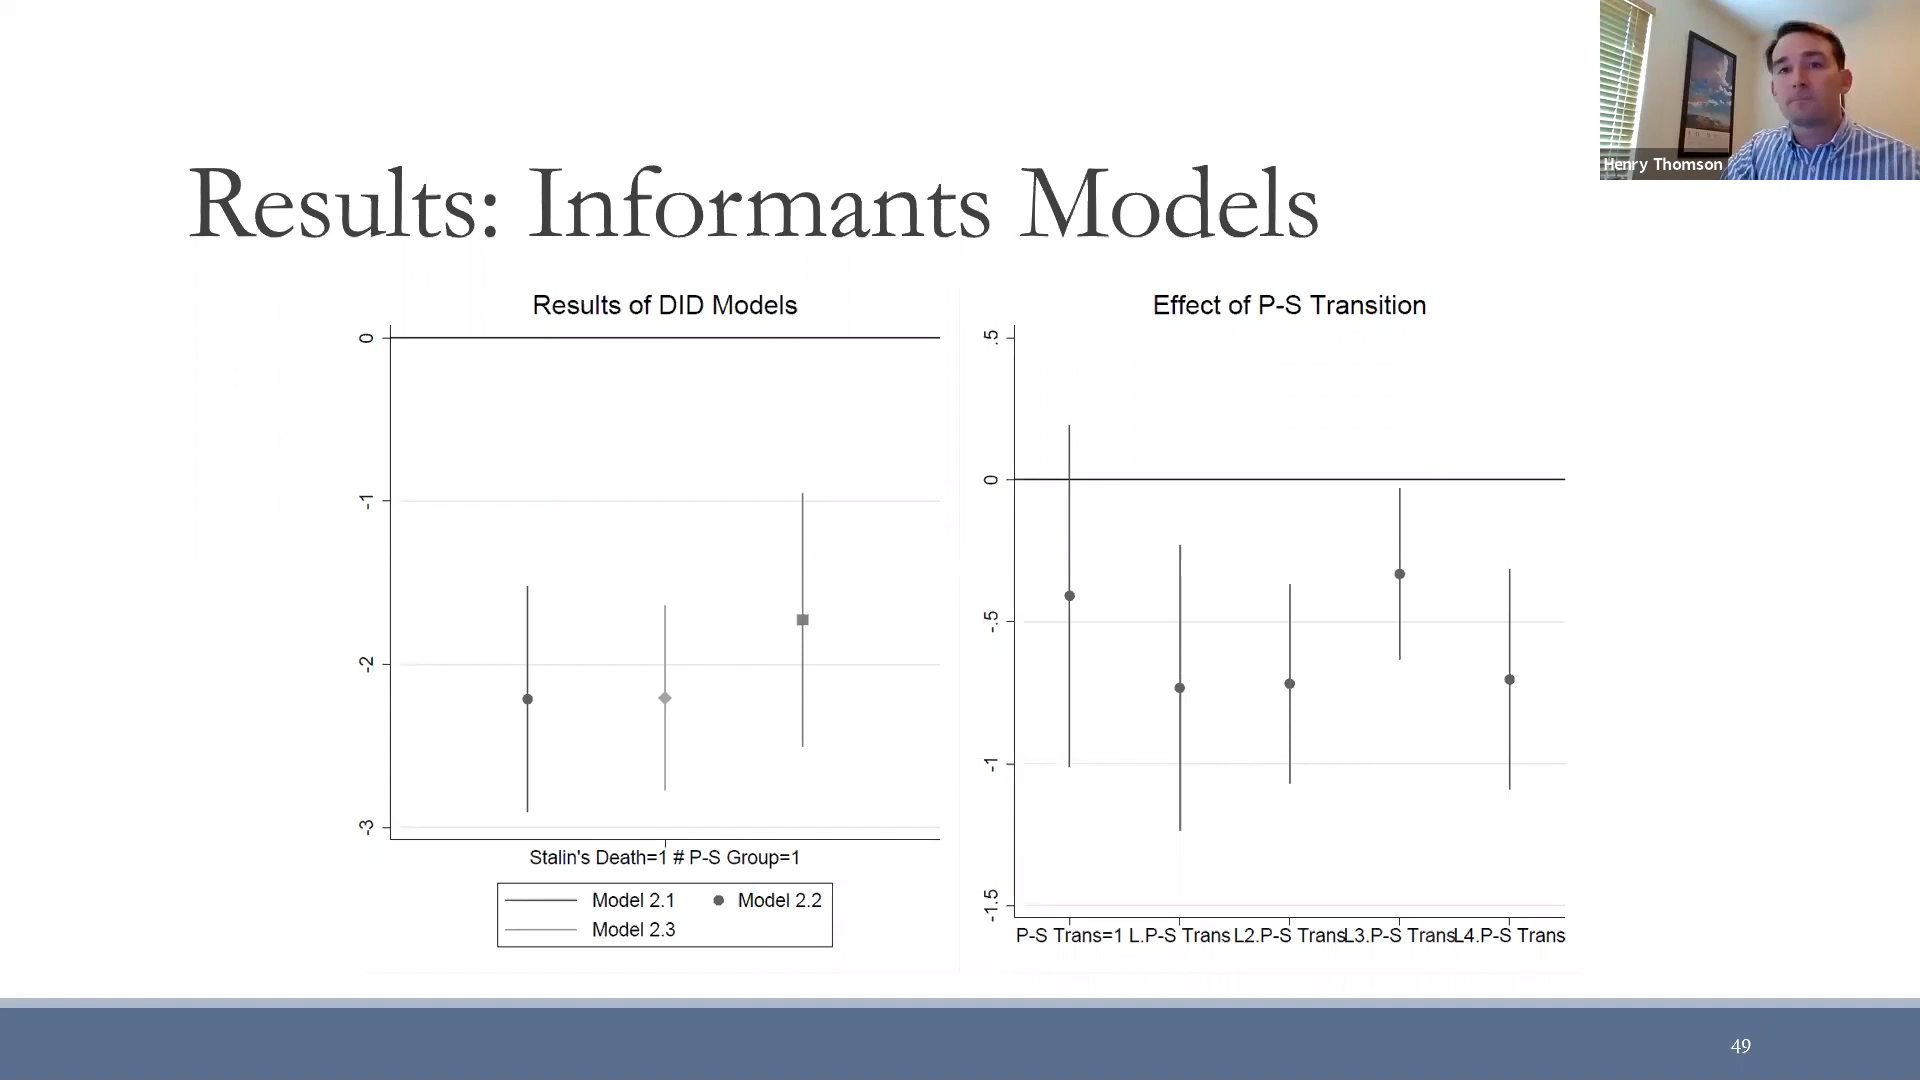 Henry Thomson
Results: Informants Models
Results of DID Models
0
-1
-2
-3
Stalin's Death=1 # P-S Group=1
Model 2.1
Model 2.2
Model 2.3
Effect of P-S Transition
.5
0
-.5
-1
-1.5
P-S Trans=1 L.P-S Trans L2.P-S Trans L3.P-S Trans L4.P-S Trans
49